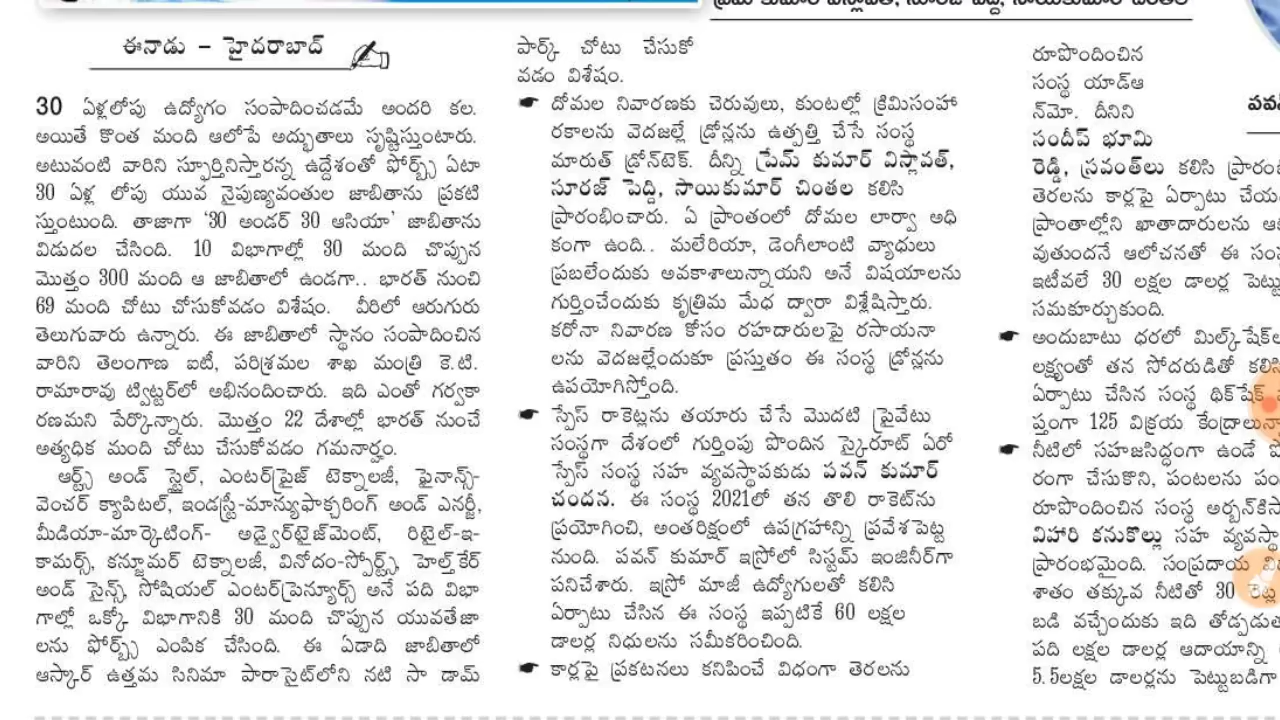 ప్రేమ్ కుమార్ విస్లావత్, సూరజ్ పెద్ది, సాయికుమార్ చింతల
ఈనాడు – హైదరాబాద్
30 ఏళ్లలోపు ఉద్యోగం సంపాదించడమే అందరి కల.
అయితే కొంత మంది ఆలోపే అద్భుతాలు సృష్టిస్తుంటారు.
అటువంటి వారిని స్ఫూర్తినిస్తారన్న ఉద్దేశంతో ఫోర్బ్స్ ఏటా
30 ఏళ్ల లోపు యువ నైపుణ్యవంతుల జాబితాను ప్రకటి
స్తుంటుంది. తాజాగా ‘30 అండర్ 30 ఆసియా’ జాబితాను
విడుదల చేసింది. 10 విభాగాల్లో 30 మంది చొప్పున
మొత్తం 300 మంది ఆ జాబితాలో ఉండగా.. భారత్ నుంచి
69 మంది చోటు చోసుకోవడం విశేషం. వీరిలో ఆరుగురు
తెలుగువారు ఉన్నారు. ఈ జాబితాలో స్థానం సంపాదించిన
వారిని తెలంగాణ ఐటీ, పరిశ్రమల శాఖ మంత్రి కె.టి.
రామారావు ట్విట్టర్‌లో అభినందించారు. ఇది ఎంతో గర్వకా
రణమని పేర్కొన్నారు. మొత్తం 22 దేశాల్లో భారత్ నుంచే
అత్యధిక మంది చోటు చేసుకోవడం గమనార్హం.
ఆర్ట్స్ అండ్ స్టైల్, ఎంటర్‌ప్రైజ్ టెక్నాలజీ, ఫైనాన్స్-
వెంచర్ క్యాపిటల్, ఇండస్ట్రీ-మాన్యుఫాక్చరింగ్ అండ్ ఎనర్జీ,
మీడియా-మార్కెటింగ్- అడ్వైర్‌టైజ్‌మెంట్, రిటైల్-ఇ-
కామర్స్, కన్జూమర్ టెక్నాలజీ, వినోదం-స్పోర్ట్స్, హెల్త్‌కేర్
అండ్ సైన్స్, సోషియల్ ఎంటర్‌ప్రెన్యూర్స్ అనే పది విభా
గాల్లో ఒక్కో విభాగానికి 30 మంది చొప్పున యువతేజా
లను ఫోర్బ్స్ ఎంపిక చేసింది. ఈ ఏడాది జాబితాలో
ఆస్కార్ ఉత్తమ సినిమా పారాసైట్‌లోని నటి సా డామ్
పార్క్ చోటు చేసుకో
వడం విశేషం.
☛ దోమల నివారణకు చెరువులు, కుంటల్లో క్రిమిసంహా
రకాలను వెదజల్లే డ్రోన్లను ఉత్పత్తి చేసే సంస్థ
మారుత్ డ్రోన్‌టెక్. దీన్ని ప్రేమ్ కుమార్ విస్లావత్,
సూరజ్ పెద్ది, సాయికుమార్ చింతల కలిసి
ప్రారంభించారు. ఏ ప్రాంతంలో దోమల లార్వా అధి
కంగా ఉంది.. మలేరియా, డెంగీలాంటి వ్యాధులు
ప్రబలేందుకు అవకాశాలున్నాయని అనే విషయాలను
గుర్తించేందుకు కృత్రిమ మేధ ద్వారా విశ్లేషిస్తారు.
కరోనా నివారణ కోసం రహదారులపై రసాయనా
లను వెదజల్లేందుకూ ప్రస్తుతం ఈ సంస్థ డ్రోన్లను
ఉపయోగిస్తోంది.
☛ స్పేస్ రాకెట్లను తయారు చేసే మొదటి ప్రైవేటు
సంస్థగా దేశంలో గుర్తింపు పొందిన స్కైరూట్ ఏరో
స్పేస్ సంస్థ సహ వ్యవస్థాపకుడు పవన్ కుమార్
చందన. ఈ సంస్థ 2021లో తన తొలి రాకెట్‌ను
ప్రయోగించి, అంతరిక్షంలో ఉపగ్రహాన్ని ప్రవేశపెట్ట
నుంది. పవన్ కుమార్ ఇస్రోలో సిస్టమ్ ఇంజినీర్‌గా
పనిచేశారు. ఇస్రో మాజీ ఉద్యోగులతో కలిసి
ఏర్పాటు చేసిన ఈ సంస్థ ఇప్పటికే 60 లక్షల
డాలర్ల నిధులను సమీకరించింది.
☛ కార్లపై ప్రకటనలు కనిపించే విధంగా తెరలను
రూపొందించిన
సంస్థ యాడ్ఆ
న్‌మో. దీనిని
సందీప్ భూమి
రెడ్డి, స్రవంత్‌లు కలిసి
తెరలను కార్లపై ఏర్పాటు
ప్రాంతాల్లోని ఖాతాదారులను
వుతుందనే ఆలోచనతో ఈ
ఇటీవలే 30 లక్షల డాలర్ల
సమకూర్చుకుంది.
☛ అందుబాటు ధరలో
లక్ష్యంతో తన సోదరుడితో
ఏర్పాటు చేసిన సంస్థ థిక్‌షేక్
ప్తంగా 125 విక్రయ
☛ నీటిలో సహజసిద్ధంగా ఉండే
రంగా చేసుకొని, పంటలను
రూపొందించిన సంస్థ
విహారి కనుకొల్లు సహ
ప్రారంభమైంది. సంప్రదాయ
శాతం తక్కువ నీటితో 30
బడి వచ్చేందుకు ఇది
పది లక్షల డాలర్ల ఆదాయాన్ని
5.5లక్షల డాలర్లను పెట్టుబడిగా